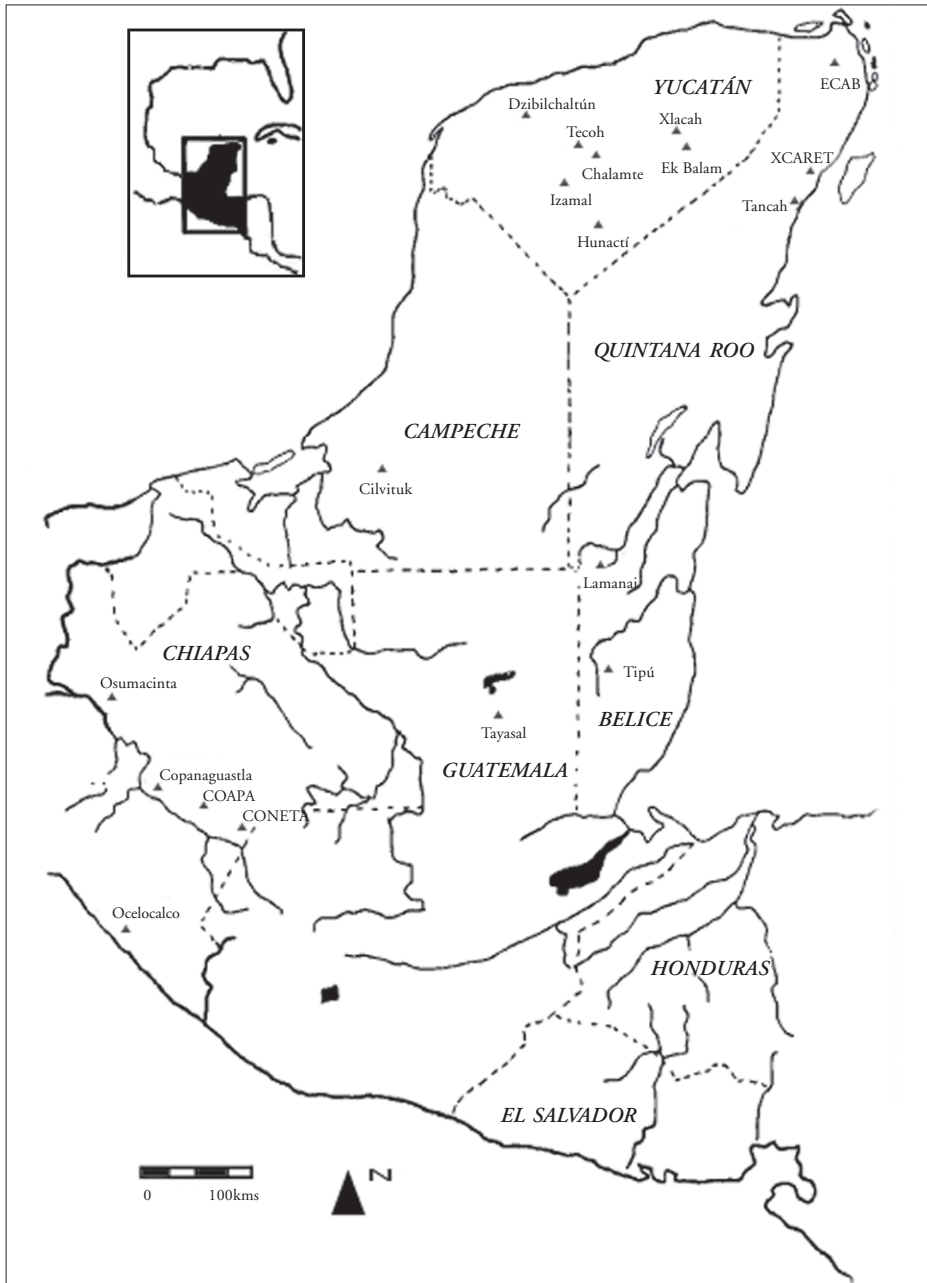 YUCATÁN
ECAB
Dzibilchaltún
Xlacah
Tecoh
Chalamte
Ek Balam
XCARET
Izamal
Tancah
Hunactí
QUINTANA ROO
CAMPECHE
Cilvituk
Lamanai
CHIAPAS
Tipú
Osumacinta
BELICE
Tayasal
GUATEMALA
Copanaguastla
COAPA
CONETA
Ocelocalco
HONDURAS
EL SALVADOR
N
0 100kms